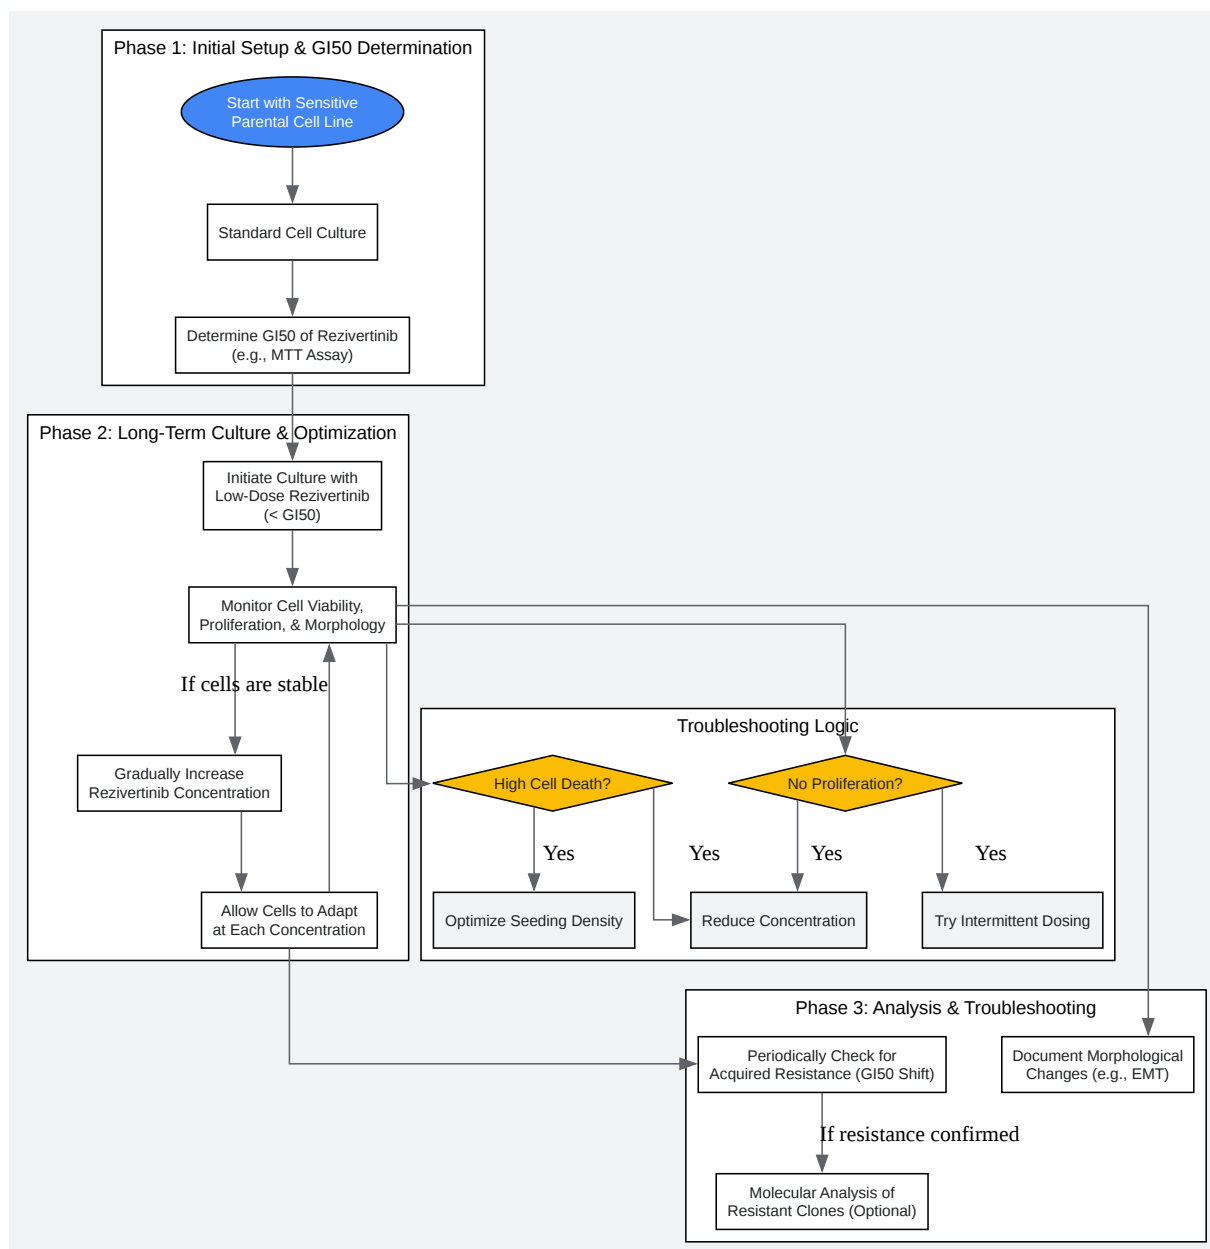 Phase 1: Initial Setup & GI50 Determination
Start with Sensitive
Parental Cell Line
Standard Cell Culture
Determine GI50 of Rezivertinib
(e.g., MTT Assay)
Phase 2: Long-Term Culture & Optimization
Initiate Culture with
Low-Dose Rezivertinib
(< GI50)
Monitor Cell Viability,
Proliferation, & Morphology
If cells are stable
Gradually Increase
Rezivertinib Concentration
Allow Cells to Adapt
at Each Concentration
Troubleshooting Logic
High Cell Death?
No Proliferation?
Yes
Yes
Yes
Yes
Optimize Seeding Density
Reduce Concentration
Try Intermittent Dosing
Phase 3: Analysis & Troubleshooting
Periodically Check for
Acquired Resistance (GI50 Shift)
Document Morphological
Changes (e.g., EMT)
If resistance confirmed
Molecular Analysis of
Resistant Clones (Optional)